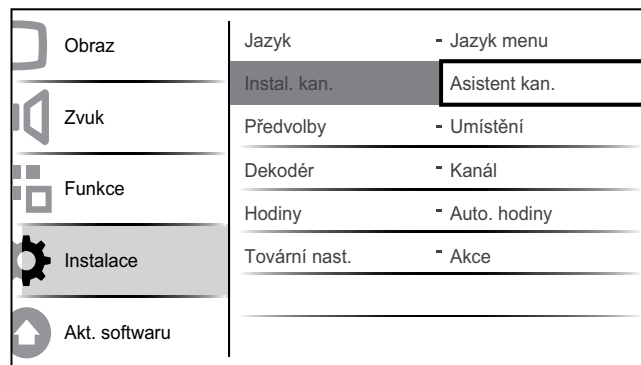 Obraz
Zvuk
Funkce
Instalace
Akt. softwaru
Jazyk - Jazyk menu
Instal. kan. Asistent kan.
Předvolby - Umístění
Dekodér - Kanál
Hodiny - Auto. hodiny
Tovární nast. - Akce